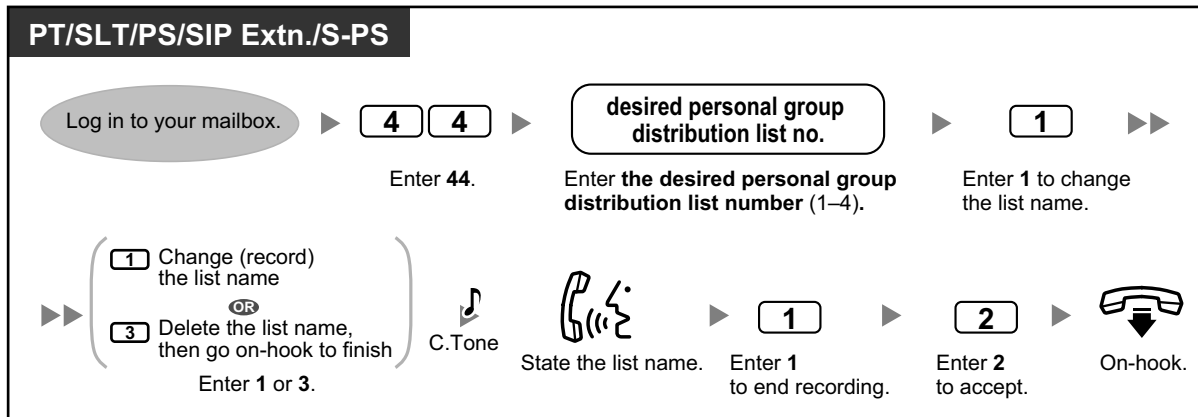 PT/SLT/PS/SIP Extn./S-PS
Log in to your mailbox.
4 4
Enter 44.
desired personal group
distribution list no.
Enter the desired personal group
distribution list number (1–4).
1
Enter 1 to change
the list name.
1 Change (record)
the list name
OR
3 Delete the list name,
then go on-hook to finish
Enter 1 or 3.
C.Tone
State the list name.
1
Enter 1
to end recording.
2
Enter 2
to accept.
On-hook.